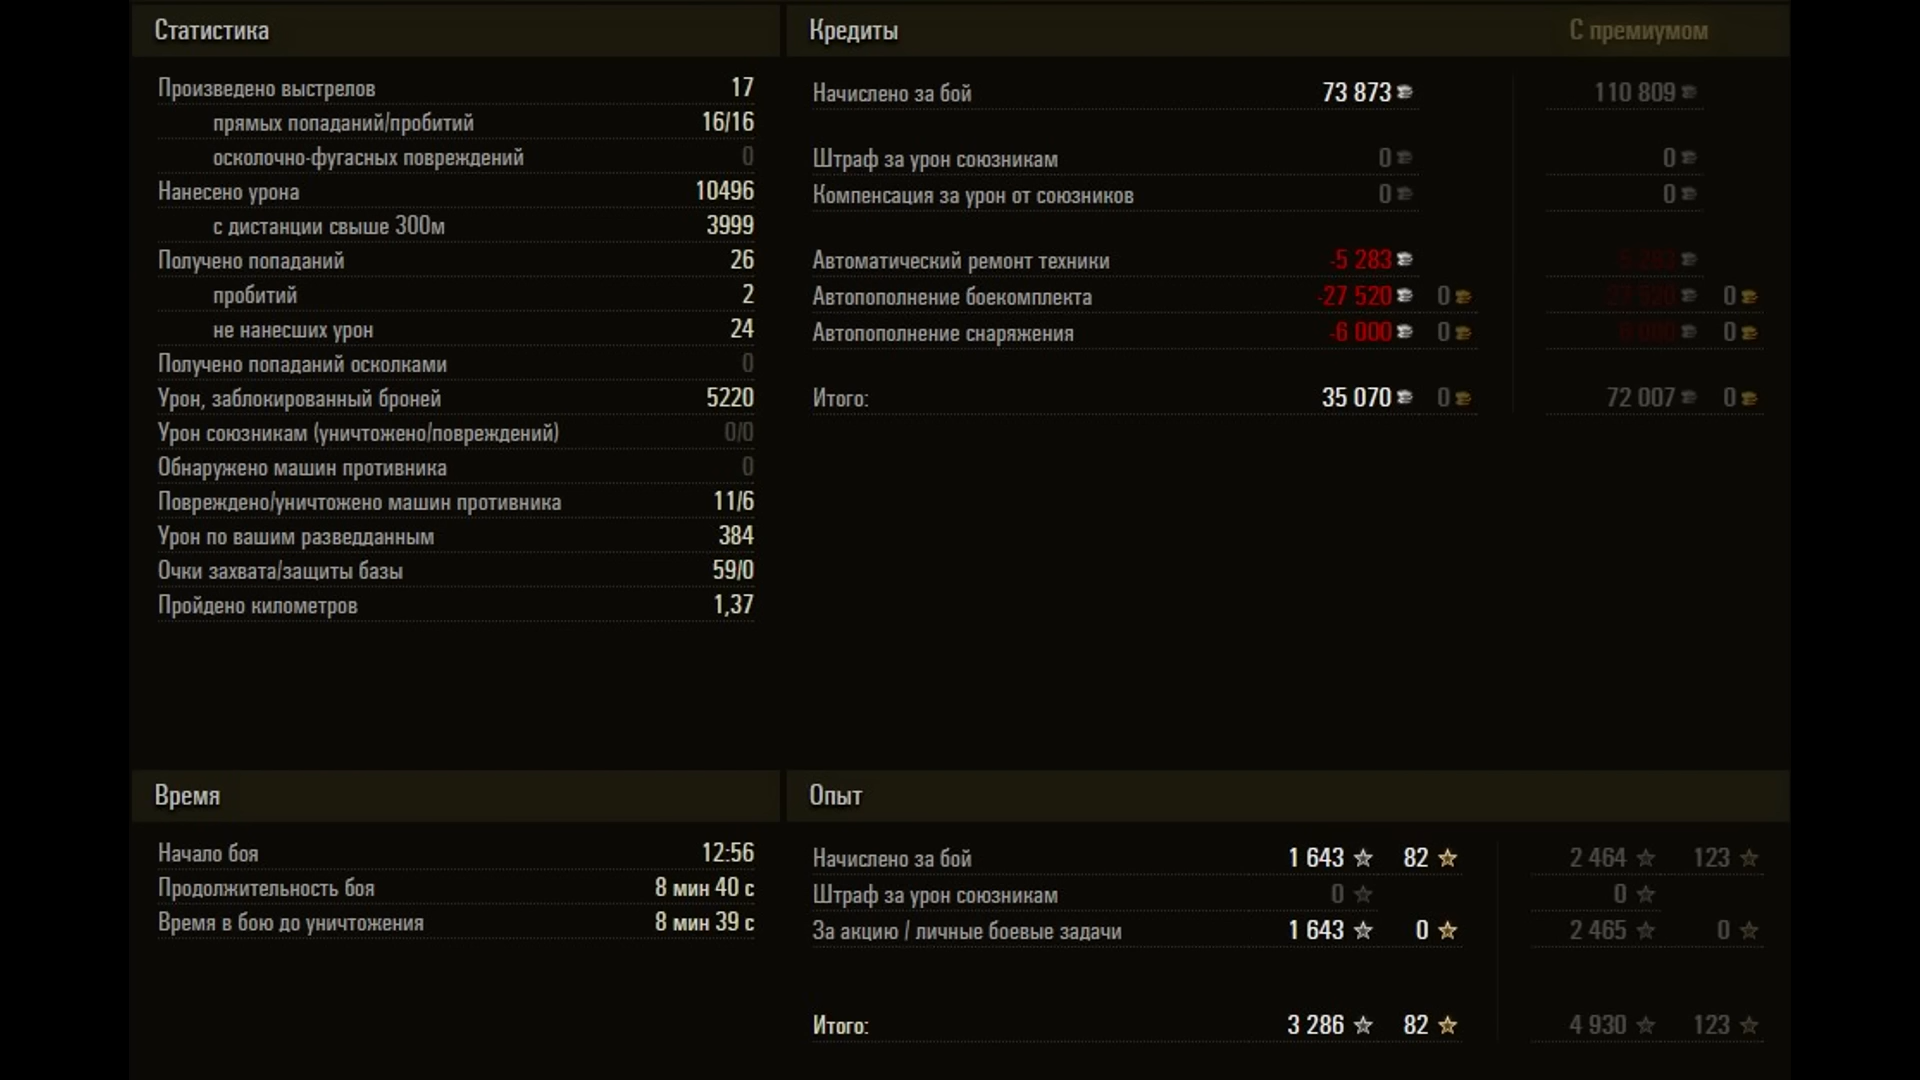 Статистика
Произведено выстрелов 17
прямых попаданий/пробитий 16/16
осколочно-фугасных повреждений 0
Нанесено урона 10496
с дистанции свыше 300м 3999
Получено попаданий 26
пробитий 2
не нанесших урон 24
Получено попаданий осколками 0
Урон, заблокированный броней 5220
Урон союзникам (уничтожено/повреждений) 0/0
Обнаружено машин противника 0
Повреждено/уничтожено машин противника 11/6
Урон по вашим разведданным 384
Очки захвата/защиты базы 59/0
Пройдено километров 1,37
Кредиты С премиумом
Начислено за бой 73 873 110 809
Штраф за урон союзникам 0 0
Компенсация за урон от союзников 0 0
Автоматический ремонт техники -5 283 -5 283
Автопополнение боекомплекта -27 520 0 -27 520 0
Автопополнение снаряжения -6 000 0 -6 000 0
Итого: 35 070 0 72 007 0
Время
Начало боя 12:56
Продолжительность боя 8 мин 40 с
Время в бою до уничтожения 8 мин 39 с
Опыт
Начислено за бой 1 643 82 2 464 123
Штраф за урон союзникам 0 0
За акцию / личные боевые задачи 1 643 0 2 465 0
Итого: 3 286 82 4 930 123